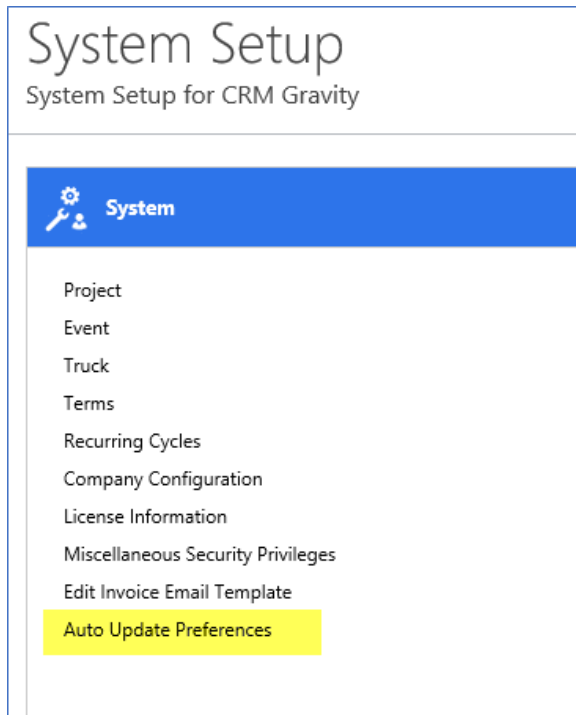 System Setup
System Setup for CRM Gravity
System
Project
Event
Truck
Terms
Recurring Cycles
Company Configuration
License Information
Miscellaneous Security Privileges
Edit Invoice Email Template
Auto Update Preferences